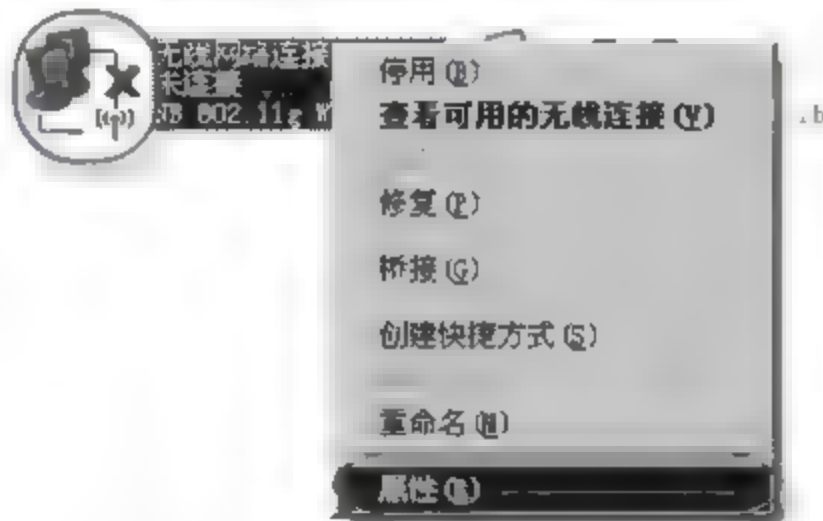 无线网络连接
未连接
802.11g
停用(B)
查看可用的无线连接(V)
修复(P)
桥接(G)
创建快捷方式(S)
重命名(M)
属性(R)